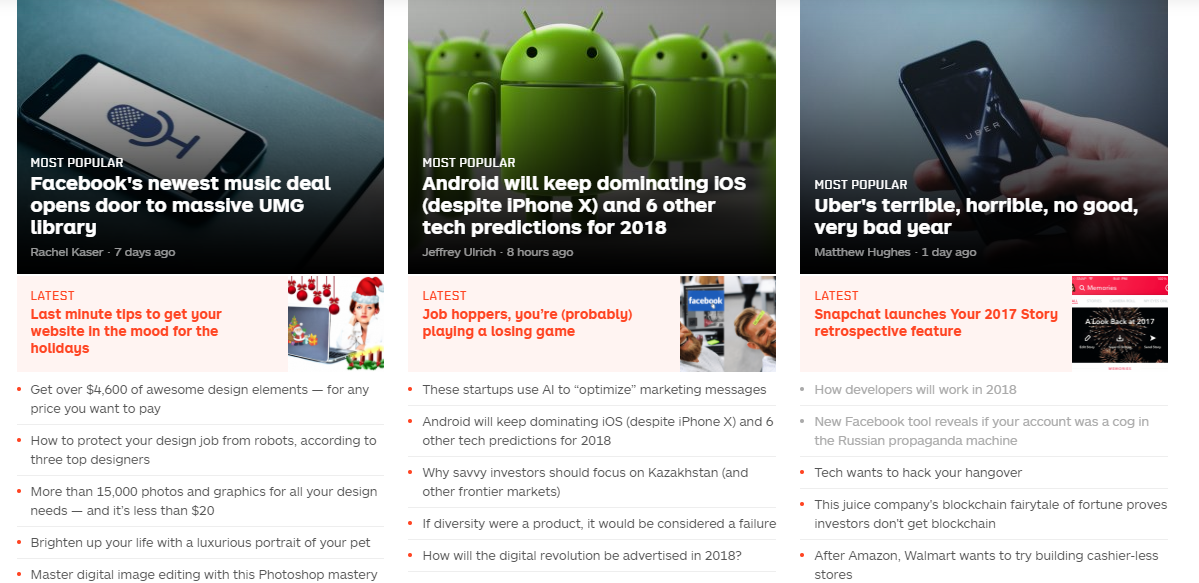 MOST POPULAR
Facebook's newest music deal
opens door to massive UMG
library
Rachel Kaser · 7 days ago
LATEST
Last minute tips to get your
website in the mood for the
holidays
• Get over $4,600 of awesome design elements — for any
price you want to pay
• How to protect your design job from robots, according to
three top designers
• More than 15,000 photos and graphics for all your design
needs — and it's less than $20
• Brighten up your life with a luxurious portrait of your pet
• Master digital image editing with this Photoshop mastery
MOST POPULAR
Android will keep dominating iOS
(despite iPhone X) and 6 other
tech predictions for 2018
Jeffrey Ulrich · 8 hours ago
LATEST
Job hoppers, you're (probably)
playing a losing game
facebook
• These startups use AI to “optimize” marketing messages
• Android will keep dominating iOS (despite iPhone X) and 6
other tech predictions for 2018
• Why savvy investors should focus on Kazakhstan (and
other frontier markets)
• If diversity were a product, it would be considered a failure
• How will the digital revolution be advertised in 2018?
UBER
MOST POPULAR
Uber's terrible, horrible, no good,
very bad year
Matthew Hughes · 1 day ago
LATEST
Snapchat launches Your 2017 Story
retrospective feature
Memories
A Look Back at 2017
MEMORIES
• How developers will work in 2018
• New Facebook tool reveals if your account was a cog in
the Russian propaganda machine
• Tech wants to hack your hangover
• This juice company's blockchain fairytale of fortune proves
investors don't get blockchain
• After Amazon, Walmart wants to try building cashier-less
stores